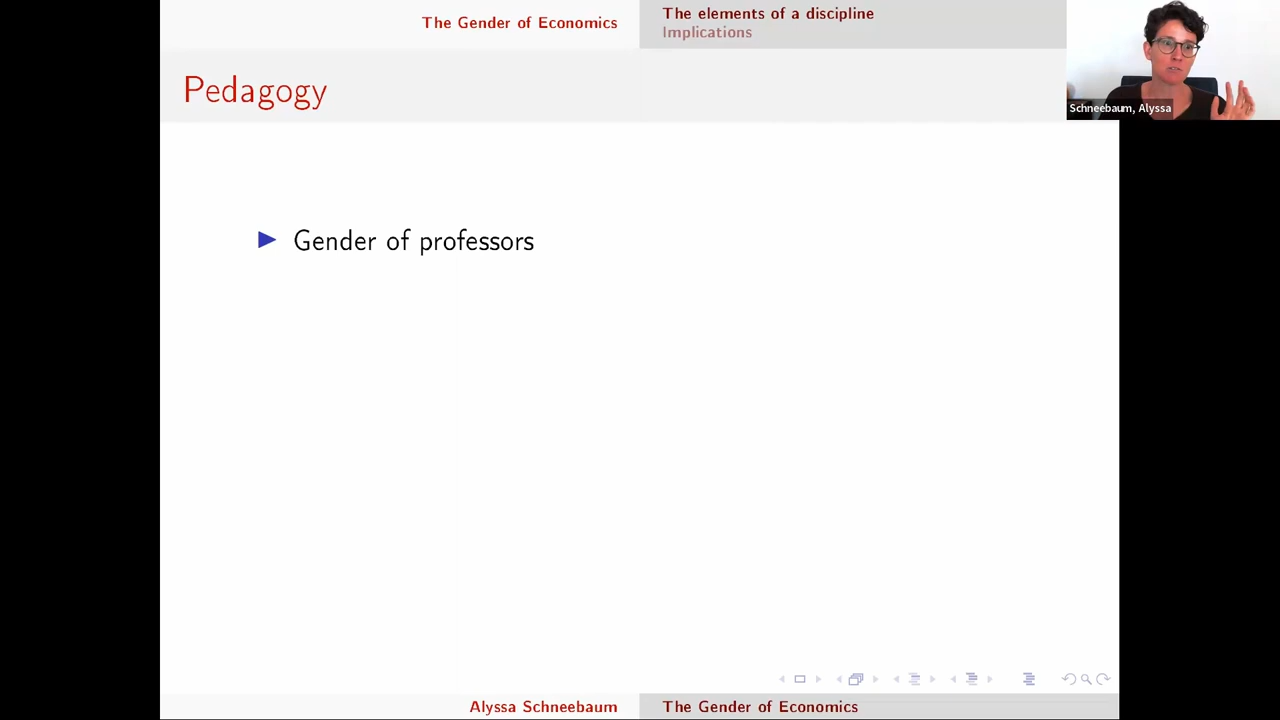 The Gender of Economics
The elements of a discipline
Implications
Schneebaum, Alyssa
Pedagogy
Gender of professors
Alyssa Schneebaum
The Gender of Economics